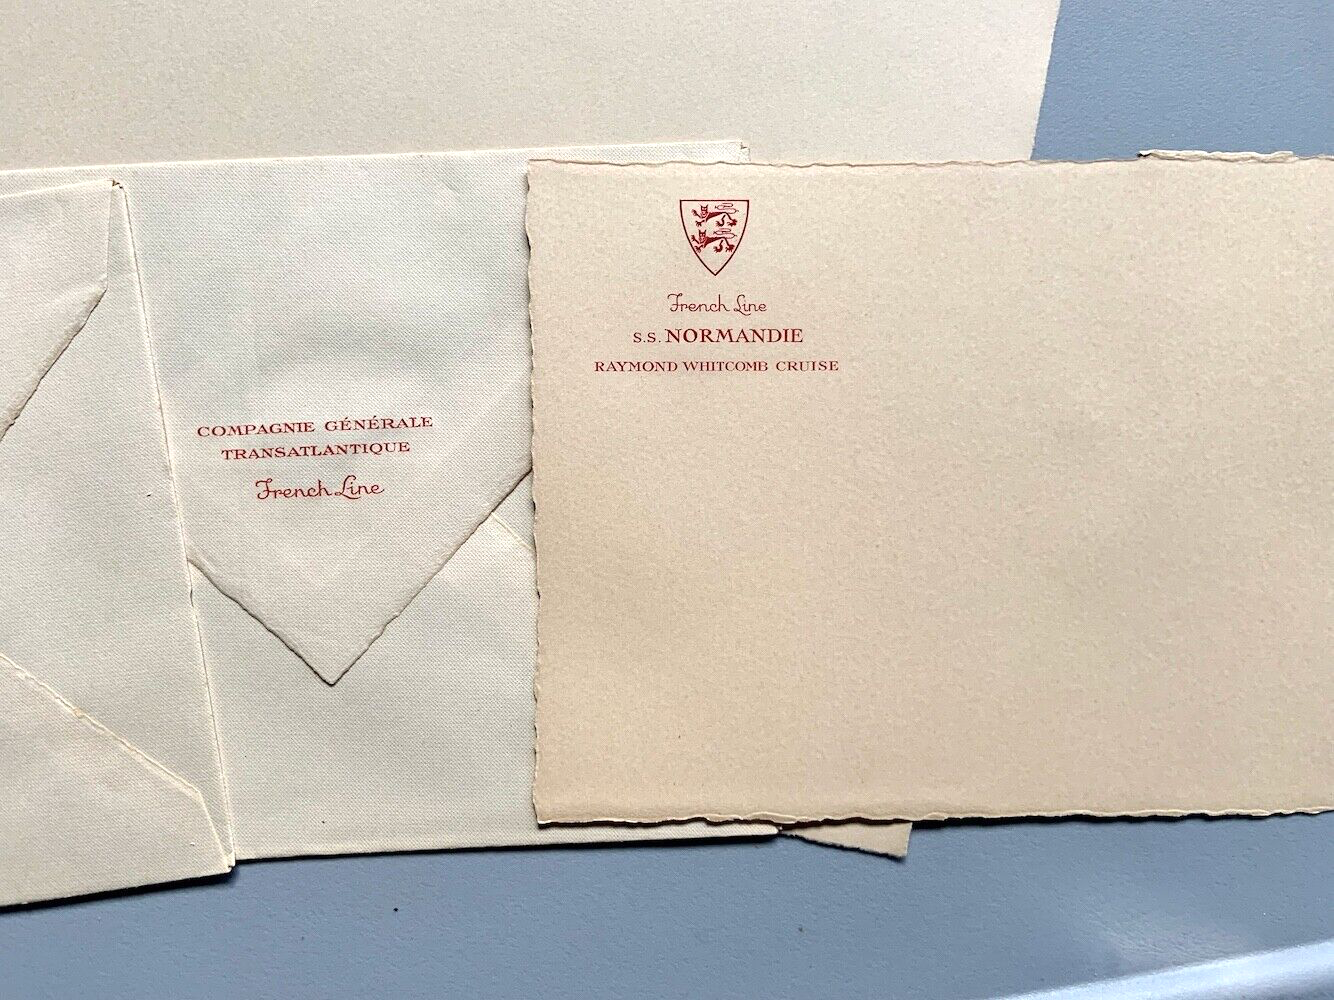 COMPAGNIE GÉNÉRALE
TRANSATLANTIQUE
French Line
French Line
S.S. NORMANDIE
RAYMOND WHITCOMB CRUISE